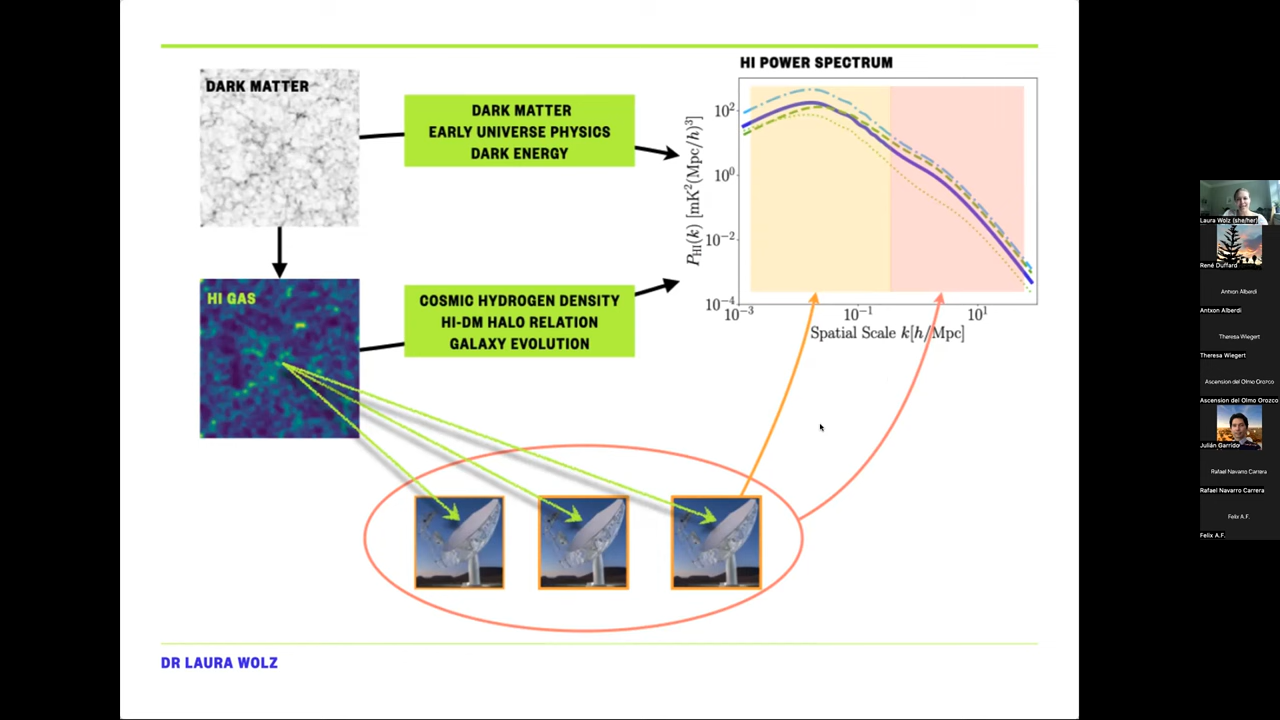 DARK MATTER
DARK MATTER
EARLY UNIVERSE PHYSICS
DARK ENERGY
HI GAS
COSMIC HYDROGEN DENSITY
HI-DM HALO RELATION
GALAXY EVOLUTION
HI POWER SPECTRUM
P_HI(k) [mK²(Mpc/h)³]
10²
10⁰
10⁻²
10⁻⁴
10⁻³
10⁻¹
10¹
Spatial Scale k[h/Mpc]
DR LAURA WOLZ
Laura Wolz (she/her)
René Duffard
Antxon Alberdi
Antxon Alberdi
Theresa Wiegert
Theresa Wiegert
Ascension del Olmo Orozco
Ascension del Olmo Orozco
Julián Garrido
Rafael Navarro Carrera
Rafael Navarro Carrera
Felix A.F.
Felix A.F.